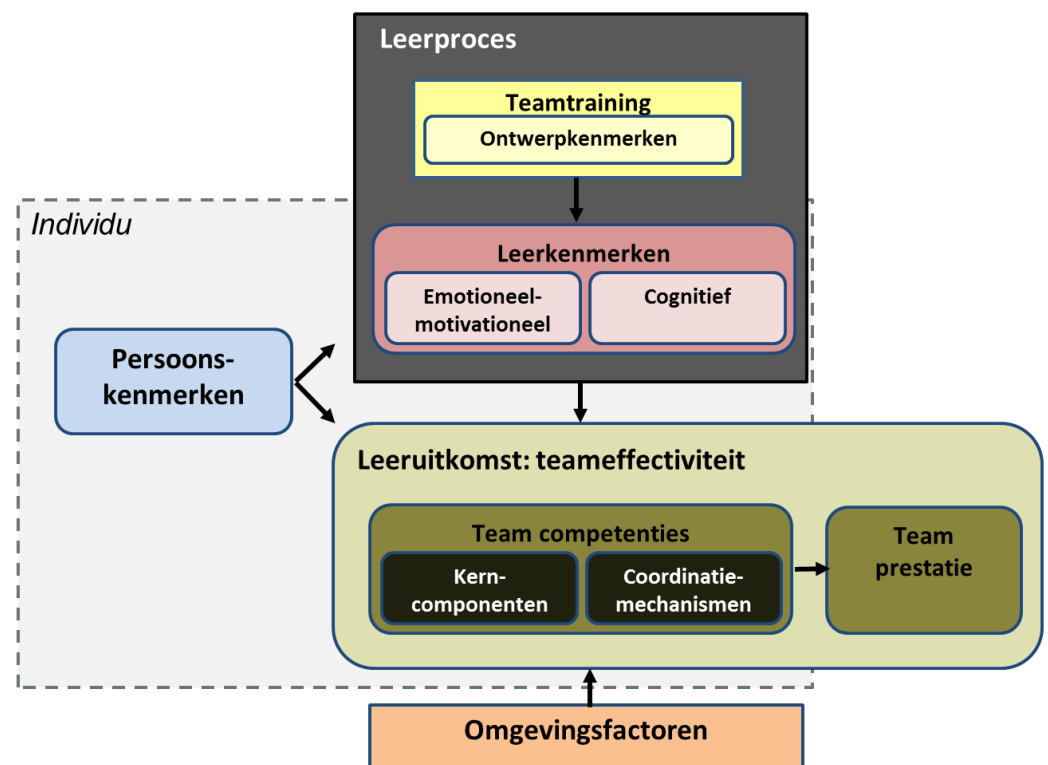 Leerproces
Teamtraining
Ontwerpkenmerken
Individu
Leerkenmerken
Emotioneel-
motivationeel
Cognitief
Persoons-
kenmerken
Leeruitkomst: teameffectiviteit
Team competenties
Kern-
componenten
Coordinatie-
mechanismen
Team
prestatie
Omgevingsfactoren